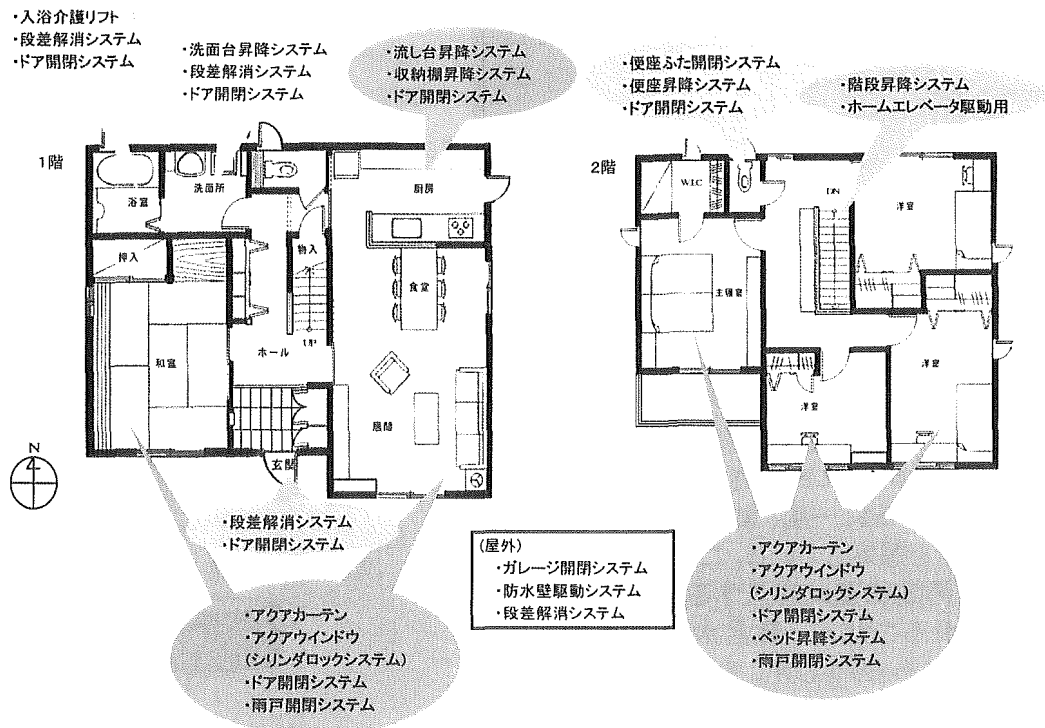 ・入浴介護リフト
・段差解消システム
・ドア開閉システム
・洗面台昇降システム
・段差解消システム
・ドア開閉システム
・流し台昇降システム
・収納棚昇降システム
・ドア開閉システム
・便座ふた開閉システム
・便座昇降システム
・ドア開閉システム
・階段昇降システム
・ホームエレベータ駆動用
1階
浴室
洗面所
厨房
押入
物入
食堂
UP
ホール
和室
居間
玄関
N
2階
W.I.C
DN
洋室
主寝室
洋室
洋室
・段差解消システム
・ドア開閉システム
(屋外)
・ガレージ開閉システム
・防水壁駆動システム
・段差解消システム
・アクアカーテン
・アクアウインドウ
(シリンダロックシステム)
・ドア開閉システム
・雨戸開閉システム
・アクアカーテン
・アクアウインドウ
(シリンダロックシステム)
・ドア開閉システム
・ベッド昇降システム
・雨戸開閉システム